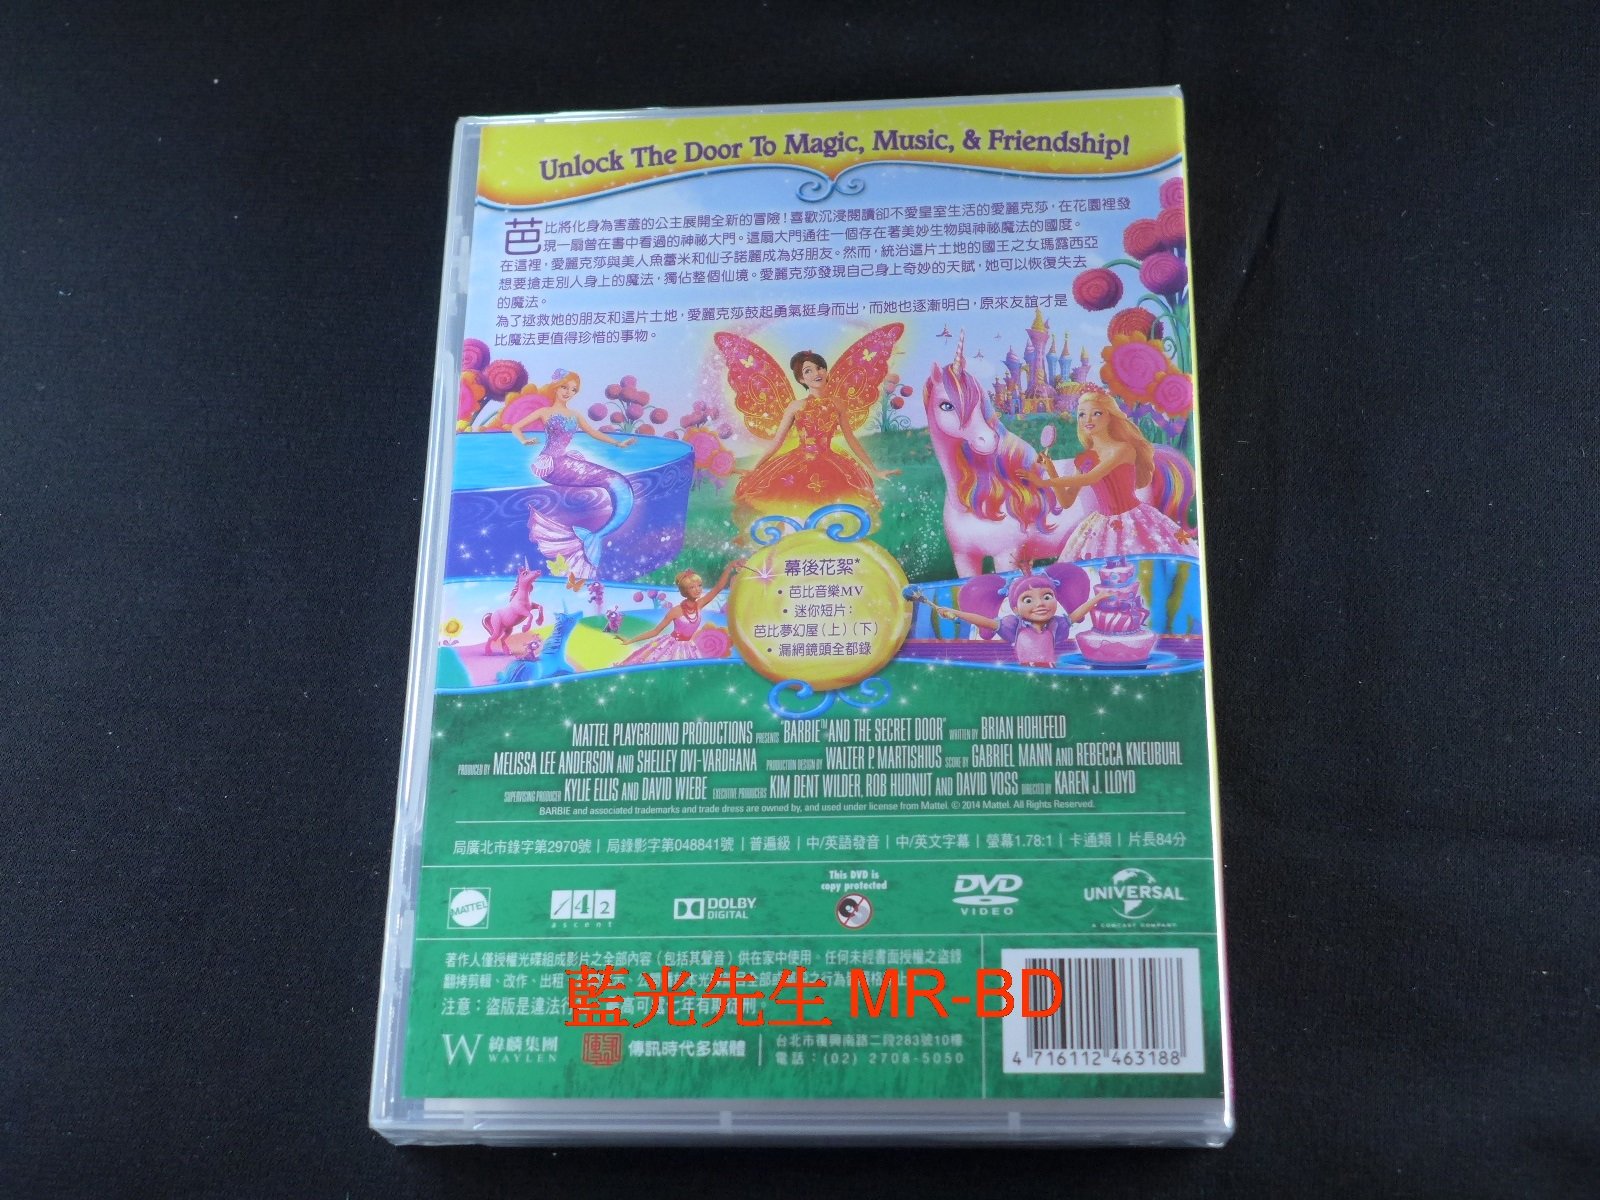 Unlock The Door To Magic, Music, & Friendship!
芭比將化身為害羞的公主展開全新的冒險！喜歡沉浸閱讀卻不愛皇室生活的愛麗克莎，在花園裡發
現一扇曾在書中看過的神祕大門。這扇大門通往一個存在著美妙生物與神祕魔法的國度。
在這裡，愛麗克莎與美人魚蕾米和仙子諾麗成為好朋友。然而，統治這片土地的國王之女瑪露西亞
想要搶走別人身上的魔法，獨佔整個仙境。愛麗克莎發現自己身上奇妙的天賦，她可以恢復失去
的魔法。
為了拯救她的朋友和這片土地，愛麗克莎鼓起勇氣挺身而出，而她也逐漸明白，原來友誼才是
比魔法更值得珍惜的事物。
幕後花絮*
• 芭比音樂MV
• 迷你短片：
芭比夢幻屋（上）（下）
• 漏網鏡頭全都錄
MATTEL PLAYGROUND PRODUCTIONS PRESENTS "BARBIE™ AND THE SECRET DOOR" WRITTEN BY BRIAN HOHLFELD
PRODUCED BY MELISSA LEE ANDERSON AND SHELLEY DVI-VARDHANA PRODUCTION DESIGN BY WALTER P. MARTISHIUS SCORE BY GABRIEL MANN AND REBECCA KNEUBUHL
SUPERVISING PRODUCER KYLIE ELLIS AND DAVID WIEBE EXECUTIVE PRODUCERS KIM DENT WILDER, ROB HUDNUT AND DAVID VOSS DIRECTED BY KAREN J. LLOYD
BARBIE and associated trademarks and trade dress are owned by, and used under license from Mattel. © 2014 Mattel. All Rights Reserved.
局廣北市錄字第2970號 | 局錄影字第048841號 | 普遍級 | 中/英語發音 | 中/英文字幕 | 螢幕1.78:1 | 卡通類 | 片長84分
MATTEL
/42
ascent
DOLBY
DIGITAL
This DVD is
copy protected
DVD
VIDEO
UNIVERSAL
A COMCAST COMPANY
著作人僅授權光碟組成影片之全部內容（包括其聲音）供在家中使用。任何未經書面授權之盜錄
翻拷剪輯、改作、出租
注意：盜版是違法行
藍光先生 MR-BD
W 緯麟集團
WAYLEN
傳訊時代多媒體
台北市復興南路二段283號10樓
電話：(02) 2708-5050
4 716112 463188